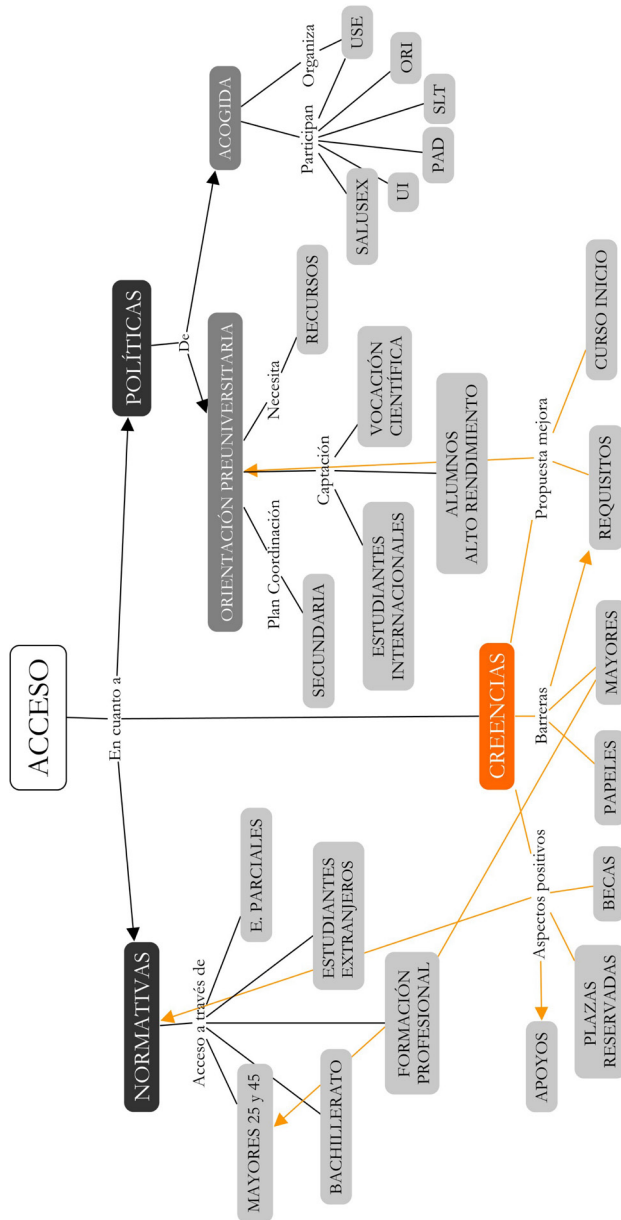 ACCESO
En cuanto a
NORMATIVAS
POLÍTICAS
Acceso a través de
MAYORES 25 y 45
BACHILLERATO
FORMACIÓN
PROFESIONAL
ESTUDIANTES
EXTRANJEROS
E. PARCIALES
De
ORIENTACIÓN PREUNIVERSITARIA
ACOGIDA
Plan Coordinación
SECUNDARIA
Captación
ESTUDIANTES
INTERNACIONALES
ALUMNOS
ALTO RENDIMIENTO
VOCACIÓN
CIENTÍFICA
Necesita
RECURSOS
Participan
Organiza
SALUSEX
UI
PAD
SLT
ORI
USE
CREENCIAS
Aspectos positivos
APOYOS
PLAZAS
RESERVADAS
BECAS
Barreras
PAPELES
MAYORES
REQUISITOS
Propuesta mejora
CURSO INICIO